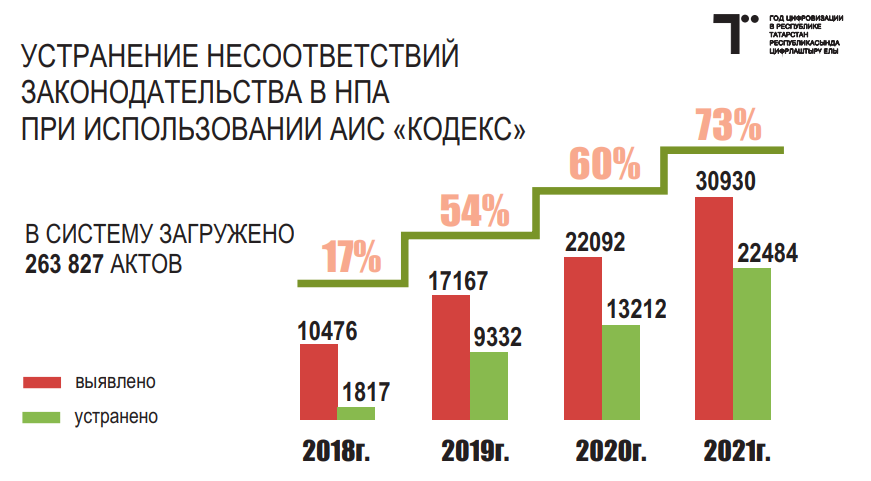 ГОД ЦИФРОВИЗАЦИИ
В РЕСПУБЛИКЕ
ТАТАРСТАН
РЕСПУБЛИКАСЫНДА
ЦИФРЛАШТЫРУ ЕЛЫ
УСТРАНЕНИЕ НЕСООТВЕТСТВИЙ
ЗАКОНОДАТЕЛЬСТВА В НПА
ПРИ ИСПОЛЬЗОВАНИИ АИС «КОДЕКС»
В СИСТЕМУ ЗАГРУЖЕНО
263 827 АКТОВ
17%
54%
60%
73%
10476
1817
17167
9332
22092
13212
30930
22484
выявлено
устранено
2018г.
2019г.
2020г.
2021г.